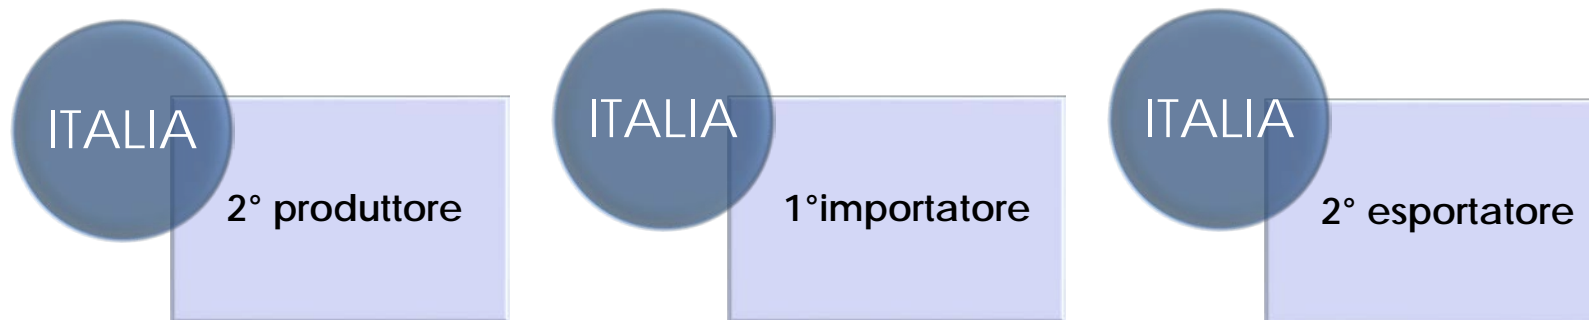 ITALIA
2° produttore
ITALIA
1°importatore
ITALIA
2° esportatore